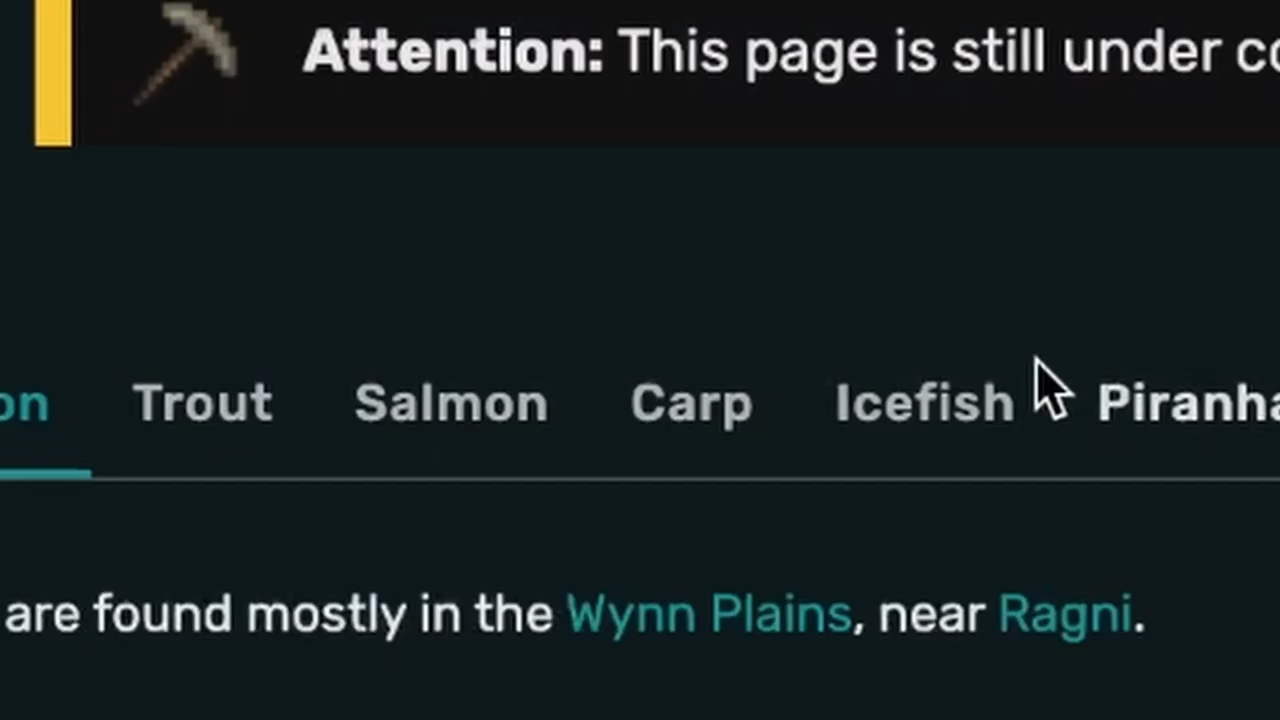 Attention: This page is still under co
on Trout Salmon Carp Icefish Piranha
are found mostly in the Wynn Plains, near Ragni.